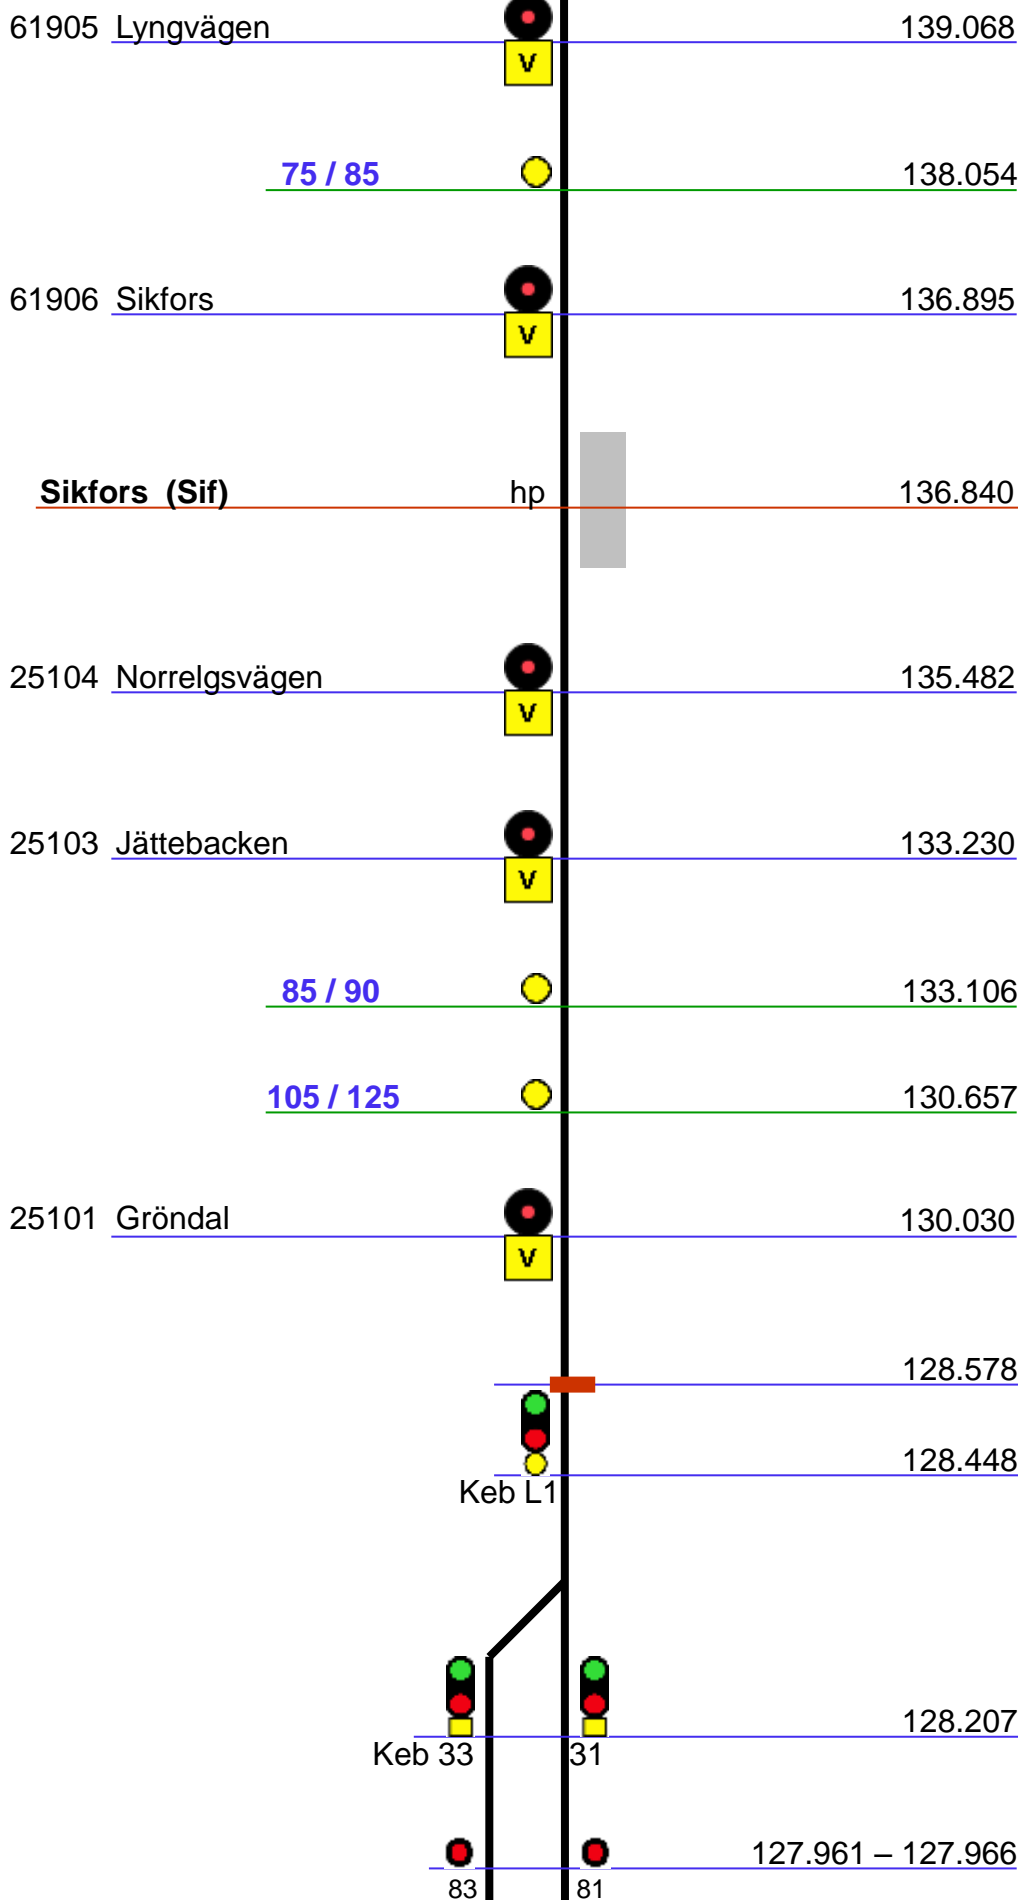 61905 Lyngvägen 139.068
V
75 / 85 138.054
61906 Sikfors 136.895
V
Sikfors (Sif) hp 136.840
25104 Norrelgsvägen 135.482
V
25103 Jättebacken 133.230
V
85 / 90 133.106
105 / 125 130.657
25101 Gröndal 130.030
V
128.578
128.448
Keb L1
128.207
Keb 33 31
127.961 – 127.966
83 81